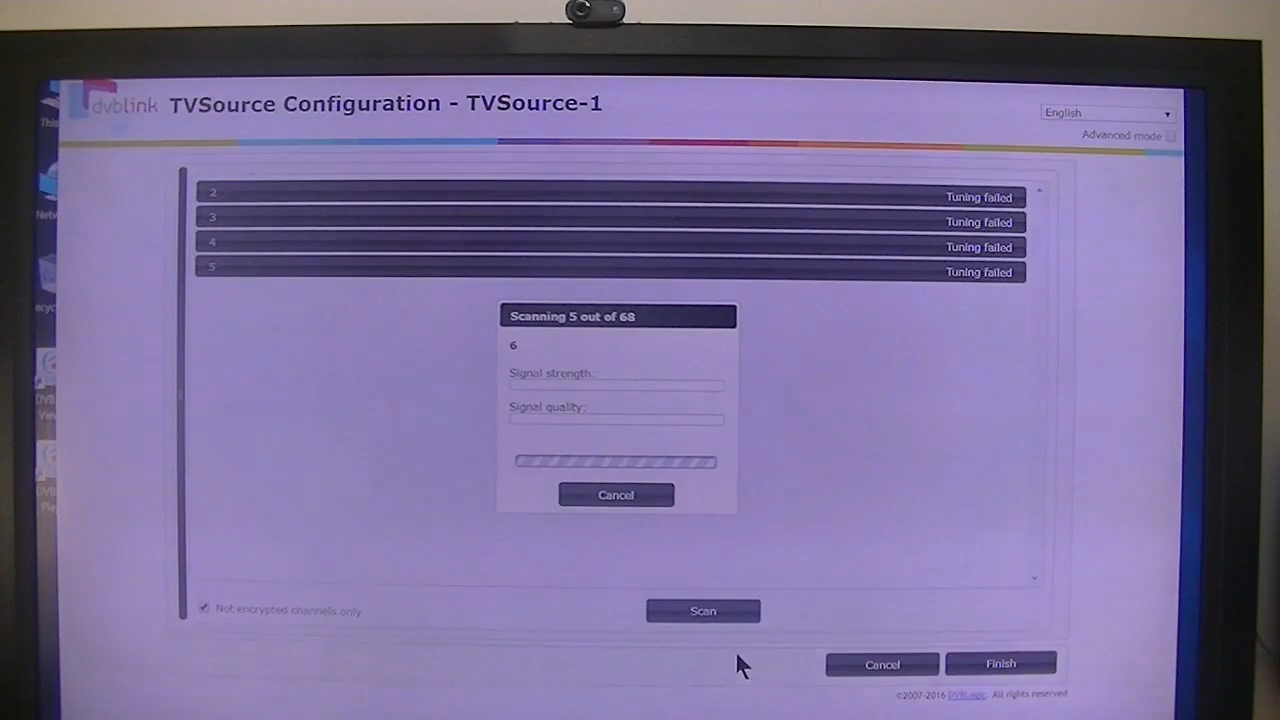 dvblink TVSource Configuration - TVSource-1
English
Advanced mode
2 Tuning failed
3 Tuning failed
4 Tuning failed
5 Tuning failed
Scanning 5 out of 68
6
Signal strength:
Signal quality:
Cancel
Not encrypted channels only
Scan
Cancel Finish
©2007-2016 DVBLogic. All rights reserved